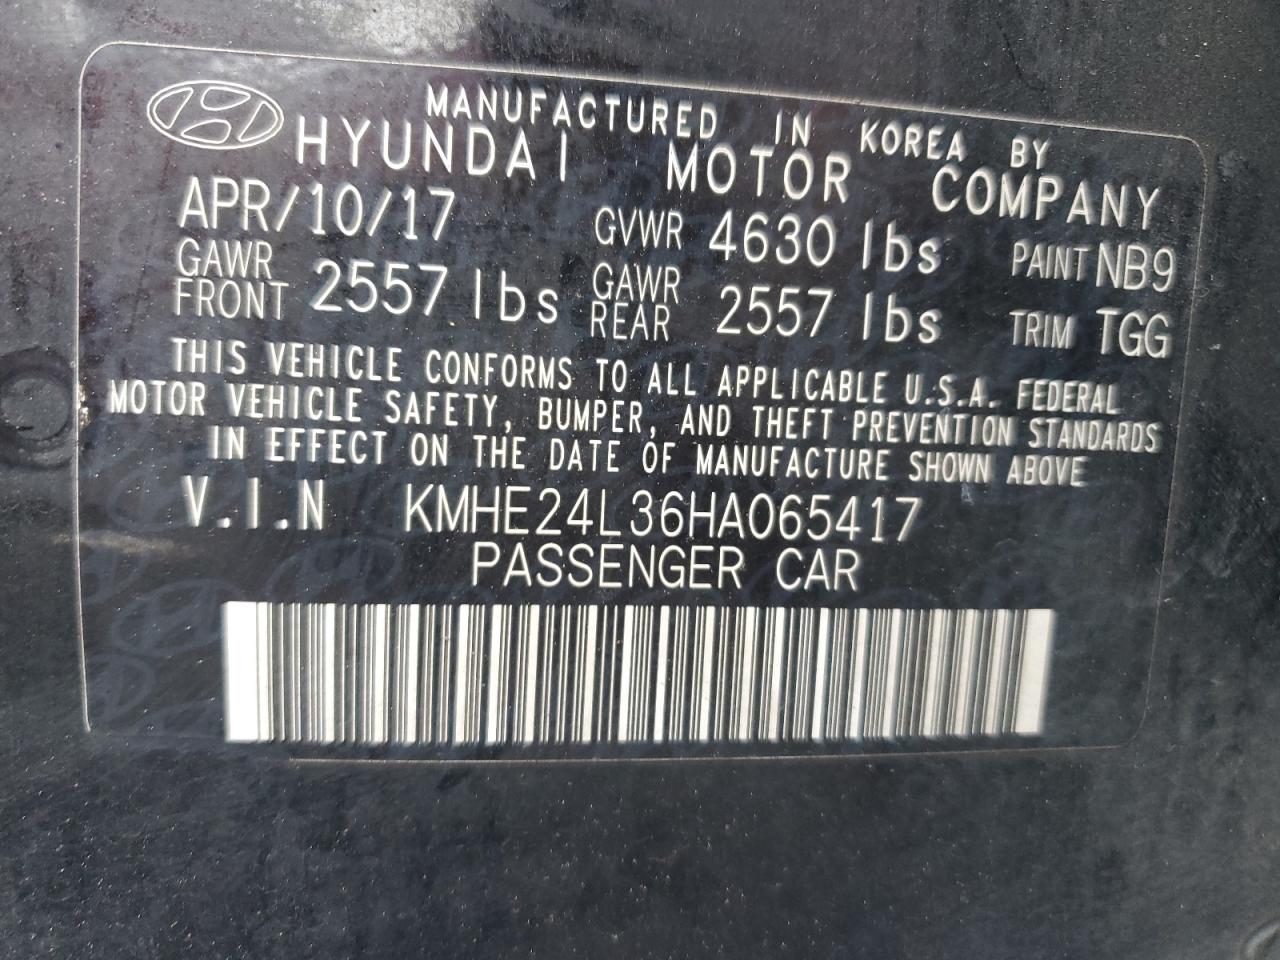 MANUFACTURED IN KOREA BY
HYUNDAI MOTOR COMPANY
APR/10/17 GVWR 4630 lbs PAINT NB9
GAWR FRONT 2557 lbs GAWR REAR 2557 lbs TRIM TGG
THIS VEHICLE CONFORMS TO ALL APPLICABLE U.S.A. FEDERAL
MOTOR VEHICLE SAFETY, BUMPER, AND THEFT PREVENTION STANDARDS
IN EFFECT ON THE DATE OF MANUFACTURE SHOWN ABOVE
V.I.N KMHE24L36HA065417
PASSENGER CAR